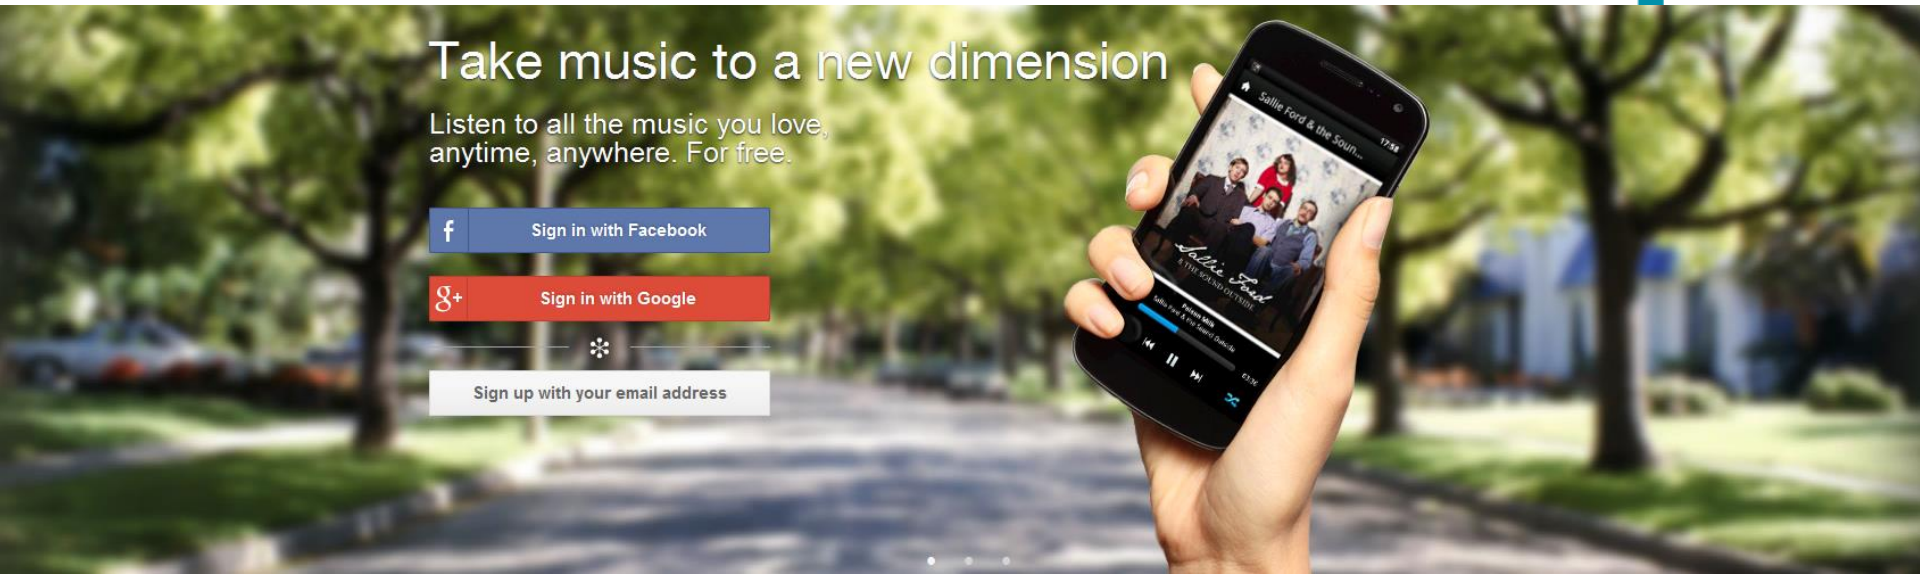 Take music to a new dimension
Listen to all the music you love,
anytime, anywhere. For free.
f
Sign in with Facebook
g+
Sign in with Google
Sign up with your email address
17:58
Sallie Ford & the Soun...
Sallie Ford
& THE SOUND OUTSIDE
Poison Milk
Sallie Ford & the Sound Outside
03:36